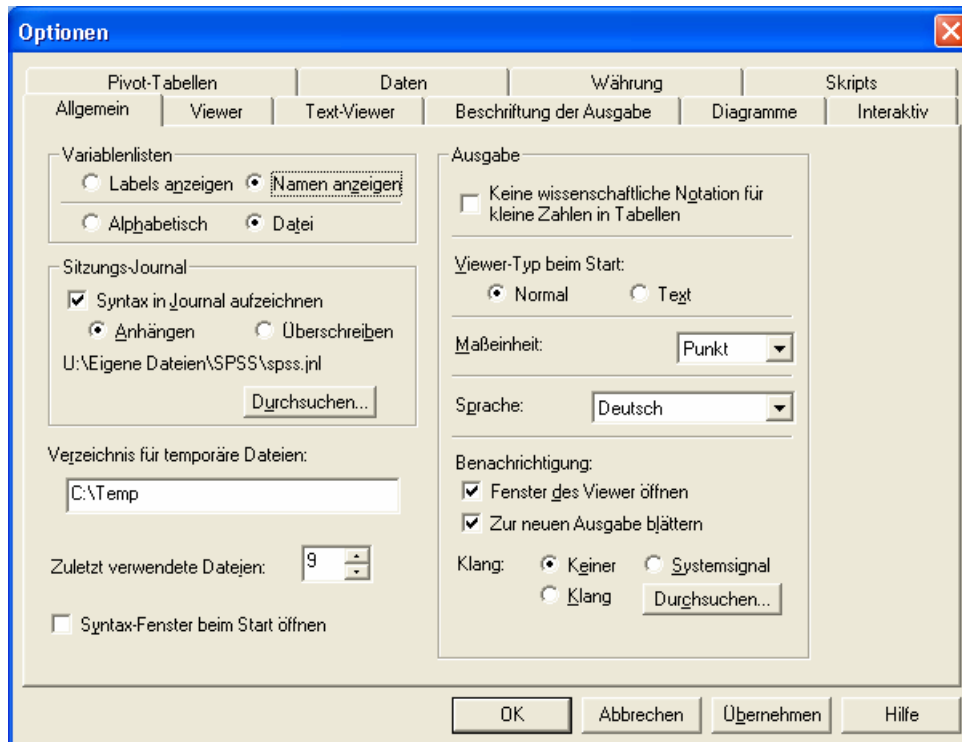 Optionen
Pivot-Tabellen Daten Währung Skripts
Allgemein Viewer Text-Viewer Beschriftung der Ausgabe Diagramme Interaktiv
Variablenlisten
Labels anzeigen Namen anzeigen
Alphabetisch Datei
Sitzungs-Journal
Syntax in Journal aufzeichnen
Anhängen Überschreiben
U:\Eigene Dateien\SPSS\spss.jnl
Durchsuchen...
Verzeichnis für temporäre Dateien:
C:\Temp
Zuletzt verwendete Dateien: 9
Syntax-Fenster beim Start öffnen
Ausgabe
Keine wissenschaftliche Notation für
kleine Zahlen in Tabellen
Viewer-Typ beim Start:
Normal Text
Maßeinheit: Punkt
Sprache: Deutsch
Benachrichtigung:
Fenster des Viewer öffnen
Zur neuen Ausgabe blättern
Klang: Keiner Systemsignal
Klang Durchsuchen...
OK Abbrechen Übernehmen Hilfe